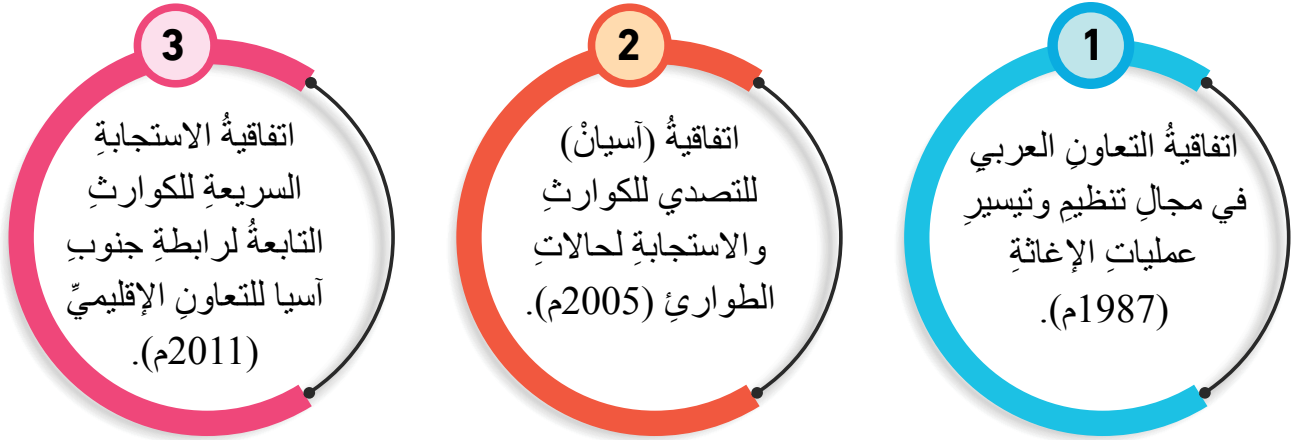 1
اتفاقيةُ التعاونِ العربيِ
في مجالِ تنظيمِ وتيسيرِ
عملياتِ الإغاثةِ
(1987م).
2
اتفاقيةُ (آسيانْ)
للتصدي للكوارثِ
والاستجابةِ لحالاتِ
الطوارئِ (2005م).
3
اتفاقيةُ الاستجابةِ
السريعةِ للكوارثِ
التابعةُ لرابطةِ جنوبِ
آسيا للتعاونِ الإقليميِّ
(2011م).